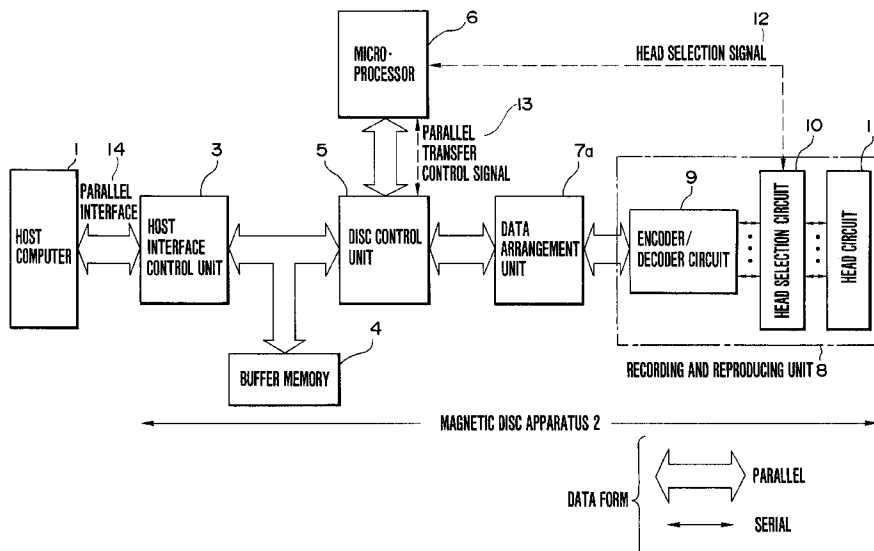 12
6
MICRO-
PROCESSOR
HEAD SELECTION SIGNAL
13
PARALLEL
TRANSFER
CONTROL SIGNAL
1
14
PARALLEL
INTERFACE
3
5
7a
10
1
9
HOST
COMPUTER
HOST
INTERFACE
CONTROL UNIT
DISC CONTROL
UNIT
DATA
ARRANGEMENT
UNIT
ENCODER/
DECODER CIRCUIT
HEAD SELECTION CIRCUIT
HEAD CIRCUIT
4
BUFFER MEMORY
RECORDING AND REPRODUCING UNIT 8
MAGNETIC DISC APPARATUS 2
DATA FORM
PARALLEL
SERIAL